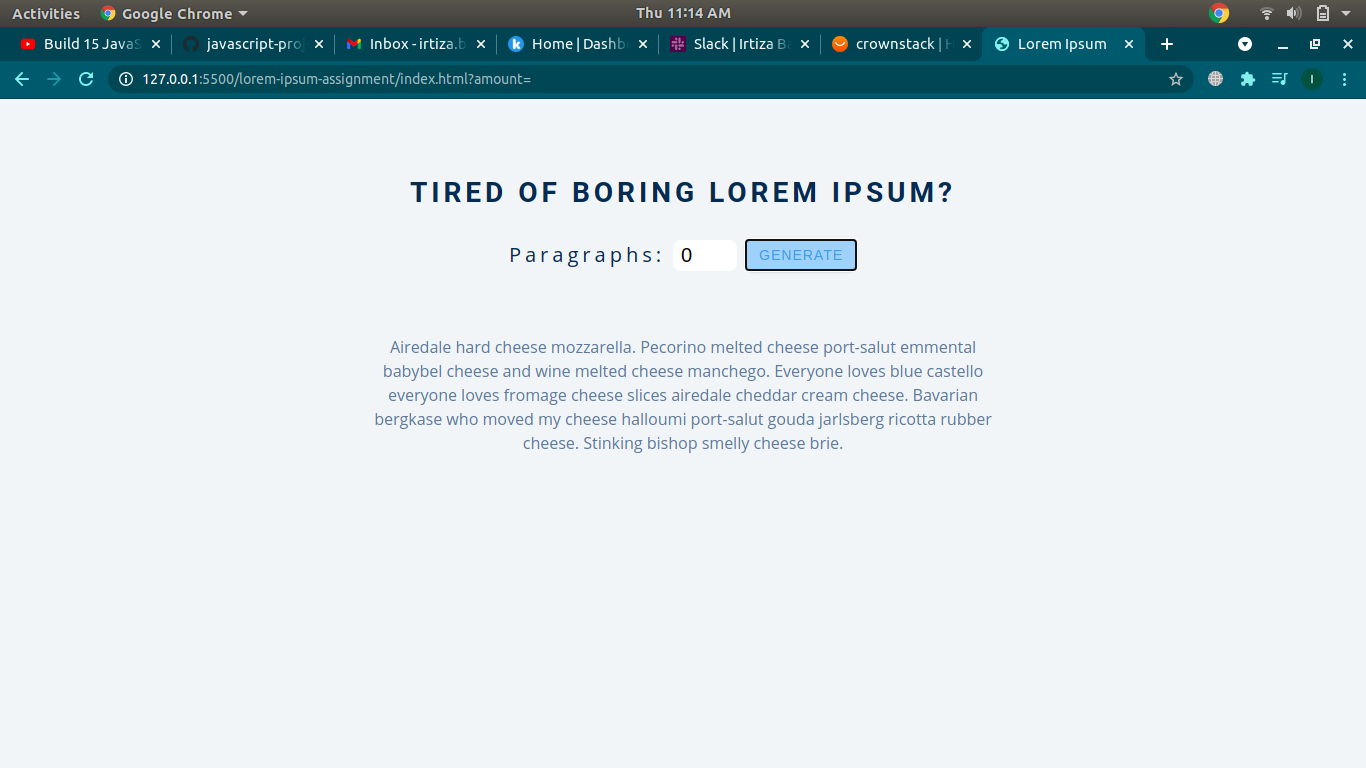 Activities Google Chrome Thu 11:14 AM
Build 15 JavaS javascript-pro Inbox - irtiza.b Home | Dashb Slack | Irtiza Ba crownstack | H Lorem Ipsum
127.0.0.1:5500/lorem-ipsum-assignment/index.html?amount= I
TIRED OF BORING LOREM IPSUM?
Paragraphs: 0 GENERATE
Airedale hard cheese mozzarella. Pecorino melted cheese port-salut emmental
babybel cheese and wine melted cheese manchego. Everyone loves blue castello
everyone loves fromage cheese slices airedale cheddar cream cheese. Bavarian
bergkase who moved my cheese halloumi port-salut gouda jarlsberg ricotta rubber
cheese. Stinking bishop smelly cheese brie.